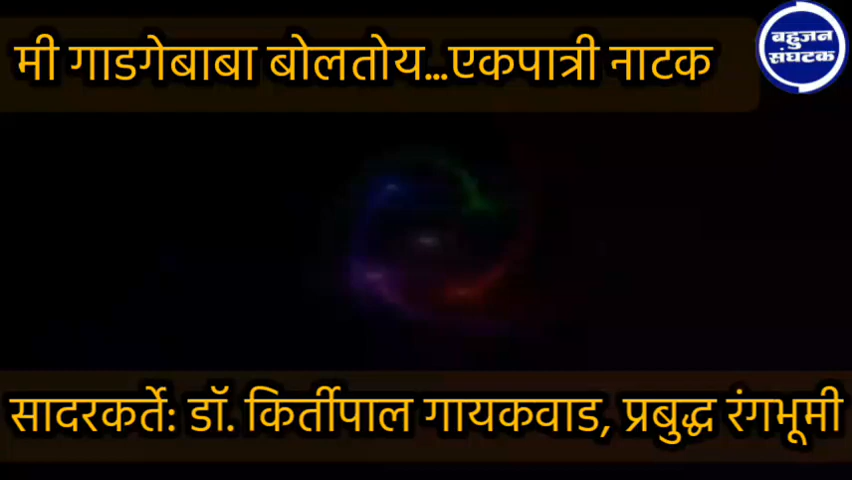 मी गाडगेबाबा बोलतोय...एकपात्री नाटक
बहुजन
संघटक
सादरकर्ते: डॉ. किर्तीपाल गायकवाड, प्रबुद्ध रंगभूमी